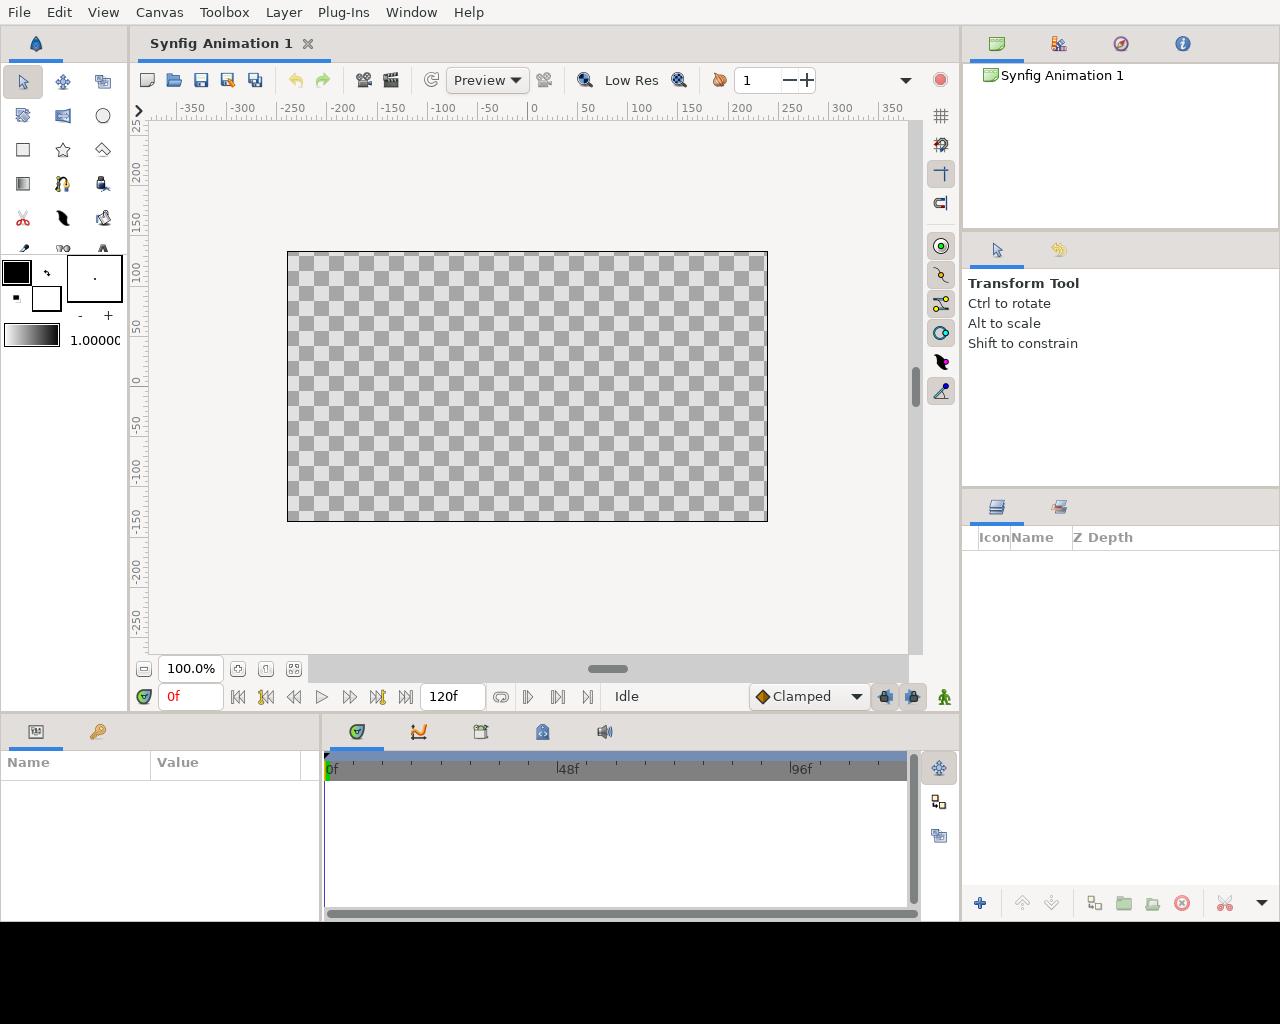 File Edit View Canvas Toolbox Layer Plug-Ins Window Help
Synfig Animation 1
Preview
Low Res
1
-350 -300 -250 -200 -150 -100 -50 0 50 100 150 200 250 300 350
25
200
150
100
50
0
-50
-100
-150
-200
-250
1.00000
Synfig Animation 1
Transform Tool
Ctrl to rotate
Alt to scale
Shift to constrain
Icon Name Z Depth
100.0%
0f
120f
Idle
Clamped
Name Value
0f 48f 96f